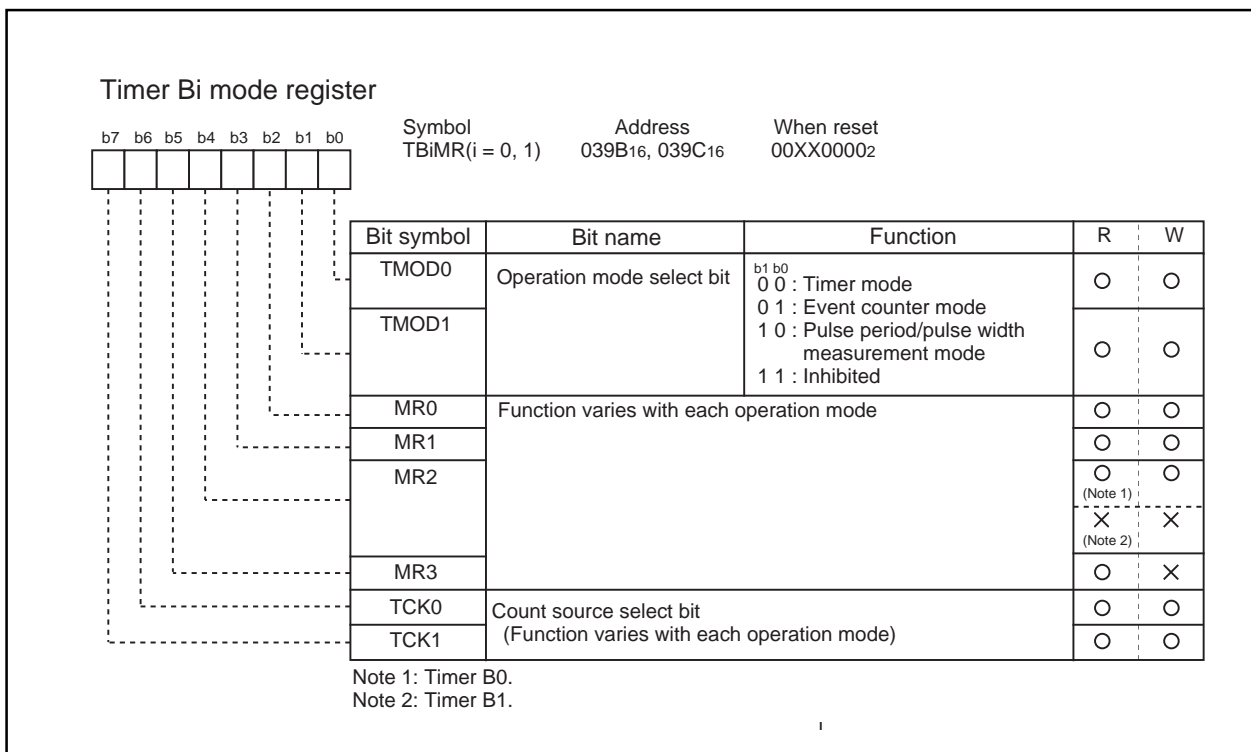 Timer Bi mode register
b7 b6 b5 b4 b3 b2 b1 b0
Symbol Address When reset
TBiMR(i = 0, 1) 039B16, 039C16 00XX00002
Bit symbol Bit name Function R W
TMOD0 Operation mode select bit b1 b0
0 0 : Timer mode O O
0 1 : Event counter mode
TMOD1 1 0 : Pulse period/pulse width
measurement mode O O
1 1 : Inhibited
MR0 Function varies with each operation mode O O
MR1 O O
MR2 O O
(Note 1)
X X
(Note 2)
MR3 O X
TCK0 Count source select bit O O
TCK1 (Function varies with each operation mode) O O
Note 1: Timer B0.
Note 2: Timer B1.